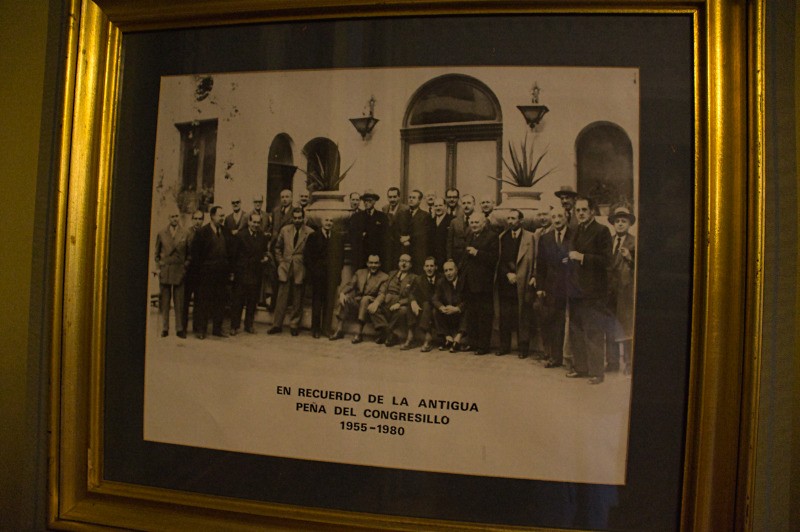 EN RECUERDO DE LA ANTIGUA
PEÑA DEL CONGRESILLO
1955-1980